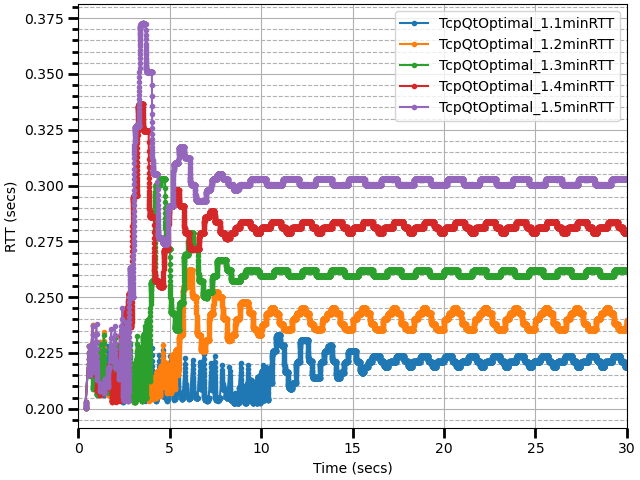 TcpQtOptimal_1.1minRTT
TcpQtOptimal_1.2minRTT
TcpQtOptimal_1.3minRTT
TcpQtOptimal_1.4minRTT
TcpQtOptimal_1.5minRTT
RTT (secs)
0.375
0.350
0.325
0.300
0.275
0.250
0.225
0.200
0 5 10 15 20 25 30
Time (secs)